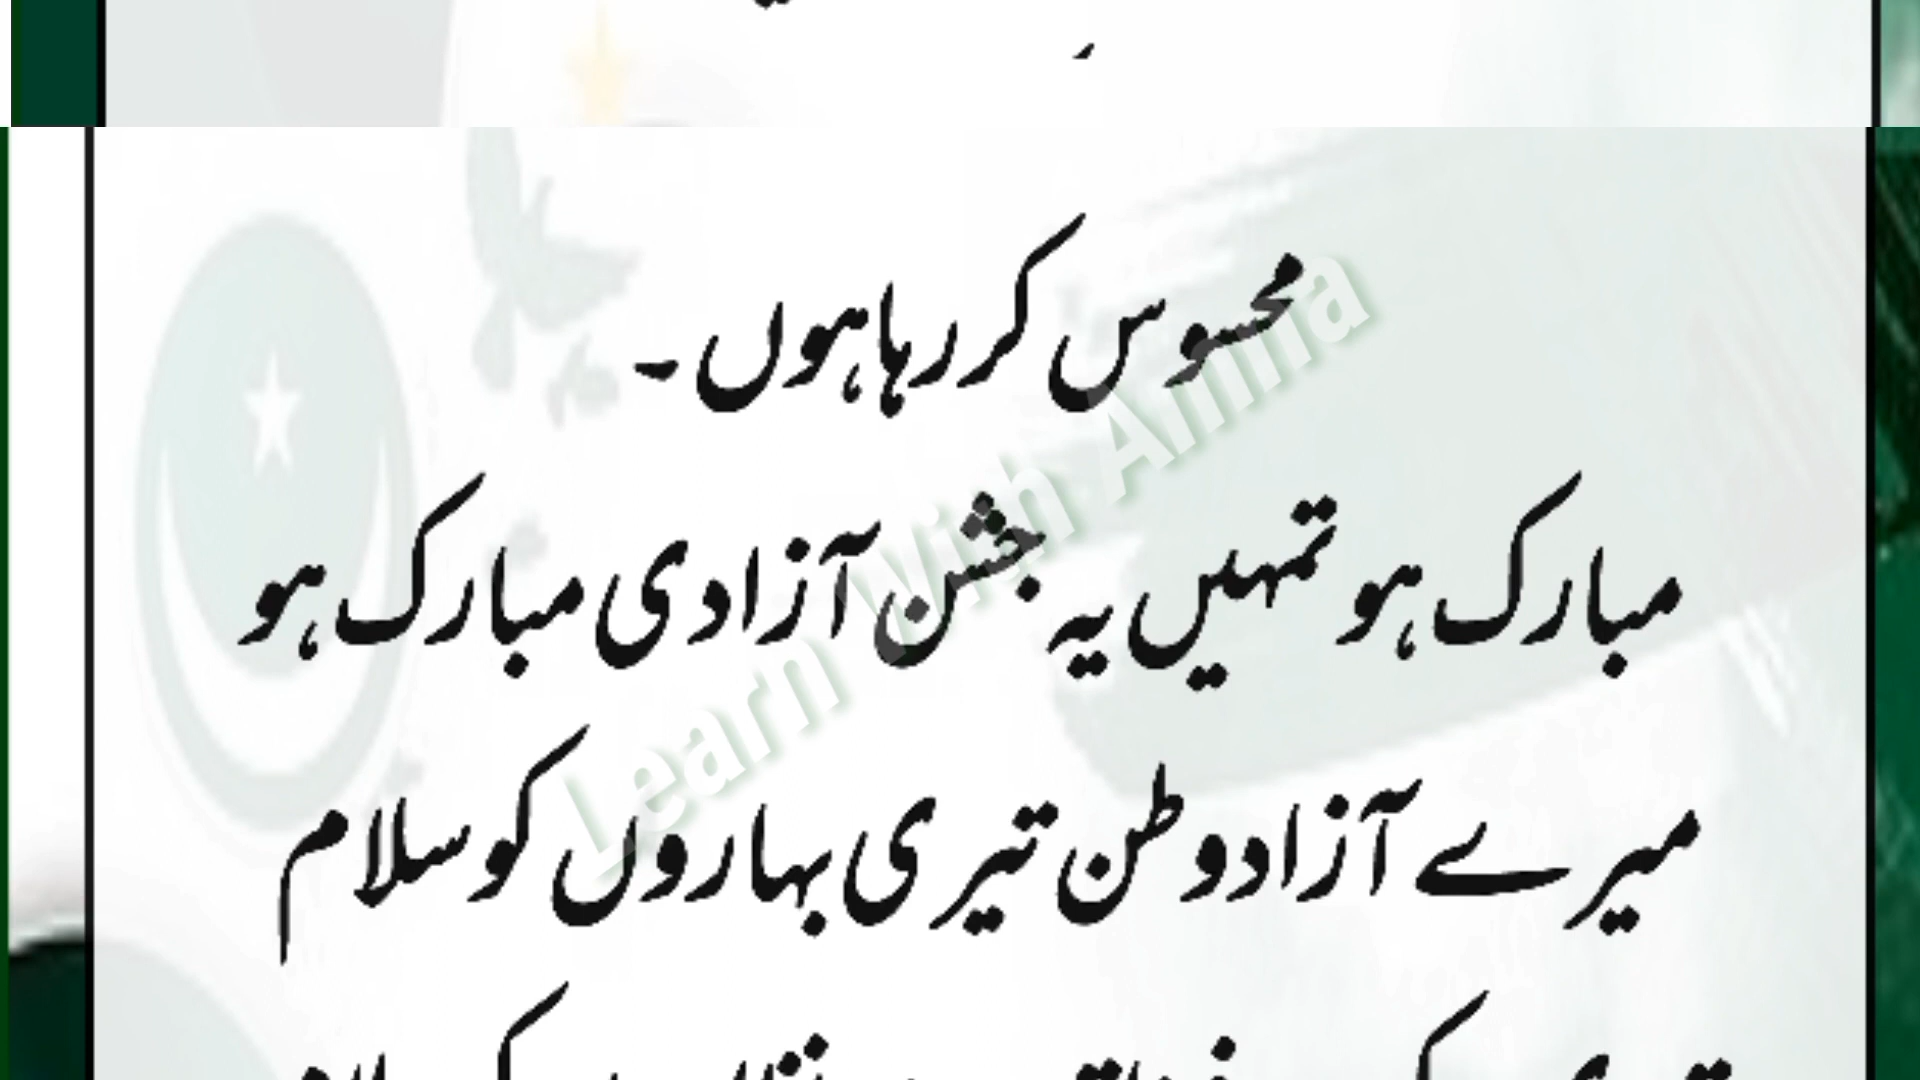 محسوس کر رہا ہوں۔
مبارک ہو تمہیں یہ جشن آزادی مبارک ہو
میرے آزاد وطن تیری بہاروں کو سلام
Learn With Amna